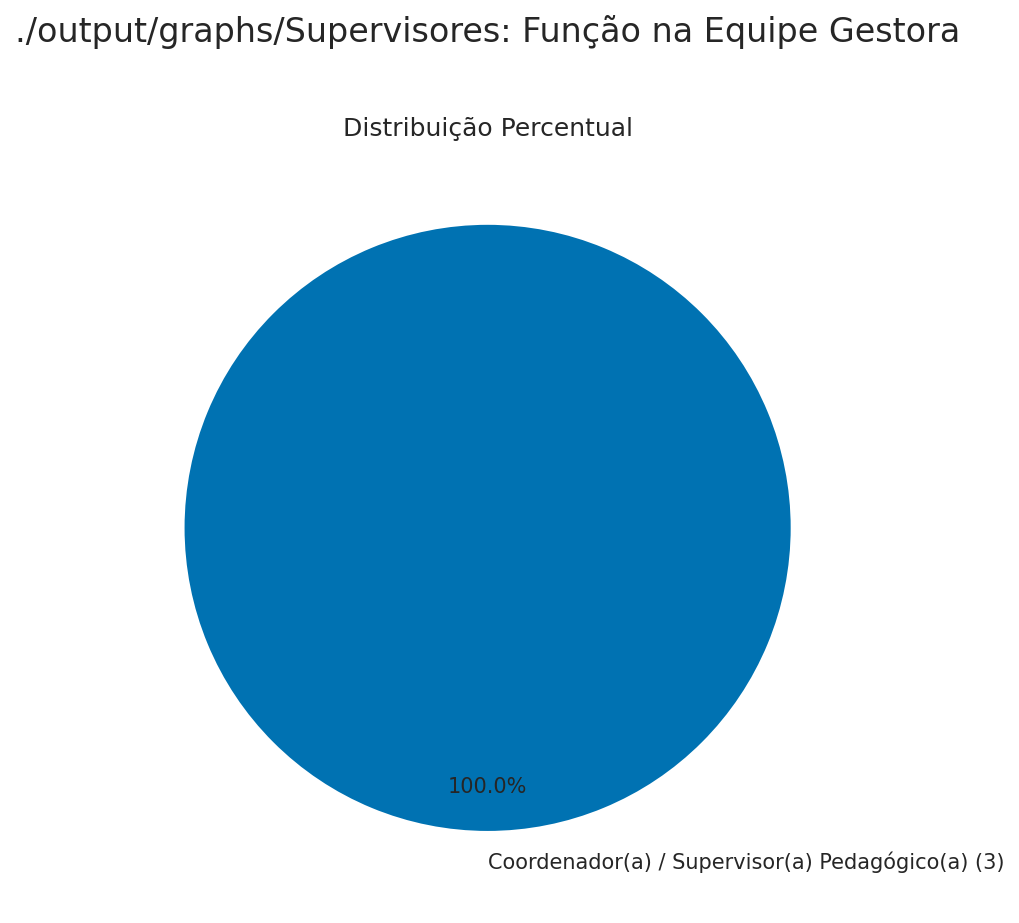 ./output/graphs/Supervisores: Função na Equipe Gestora
Distribuição Percentual
100.0%
Coordenador(a) / Supervisor(a) Pedagógico(a) (3)